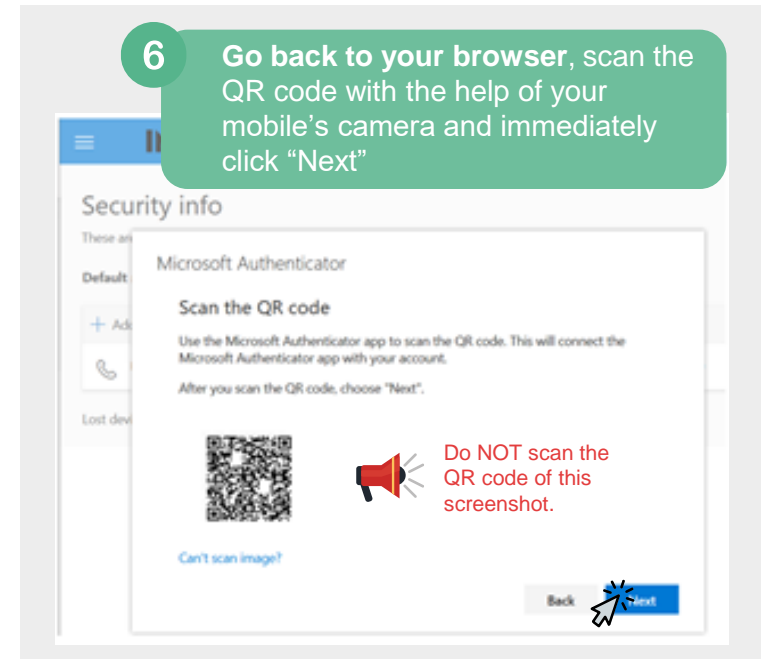 6
Go back to your browser, scan the
QR code with the help of your
mobile's camera and immediately
click “Next”
Security info
These
Default
Microsoft Authenticator
Scan the QR code
Use the Microsoft Authenticator app to scan the QR code. This will connect the
Microsoft Authenticator app with your account.
After you scan the QR code, choose "Next".
Lost
Do NOT scan the
QR code of this
screenshot.
Can't scan image?
Back
Next